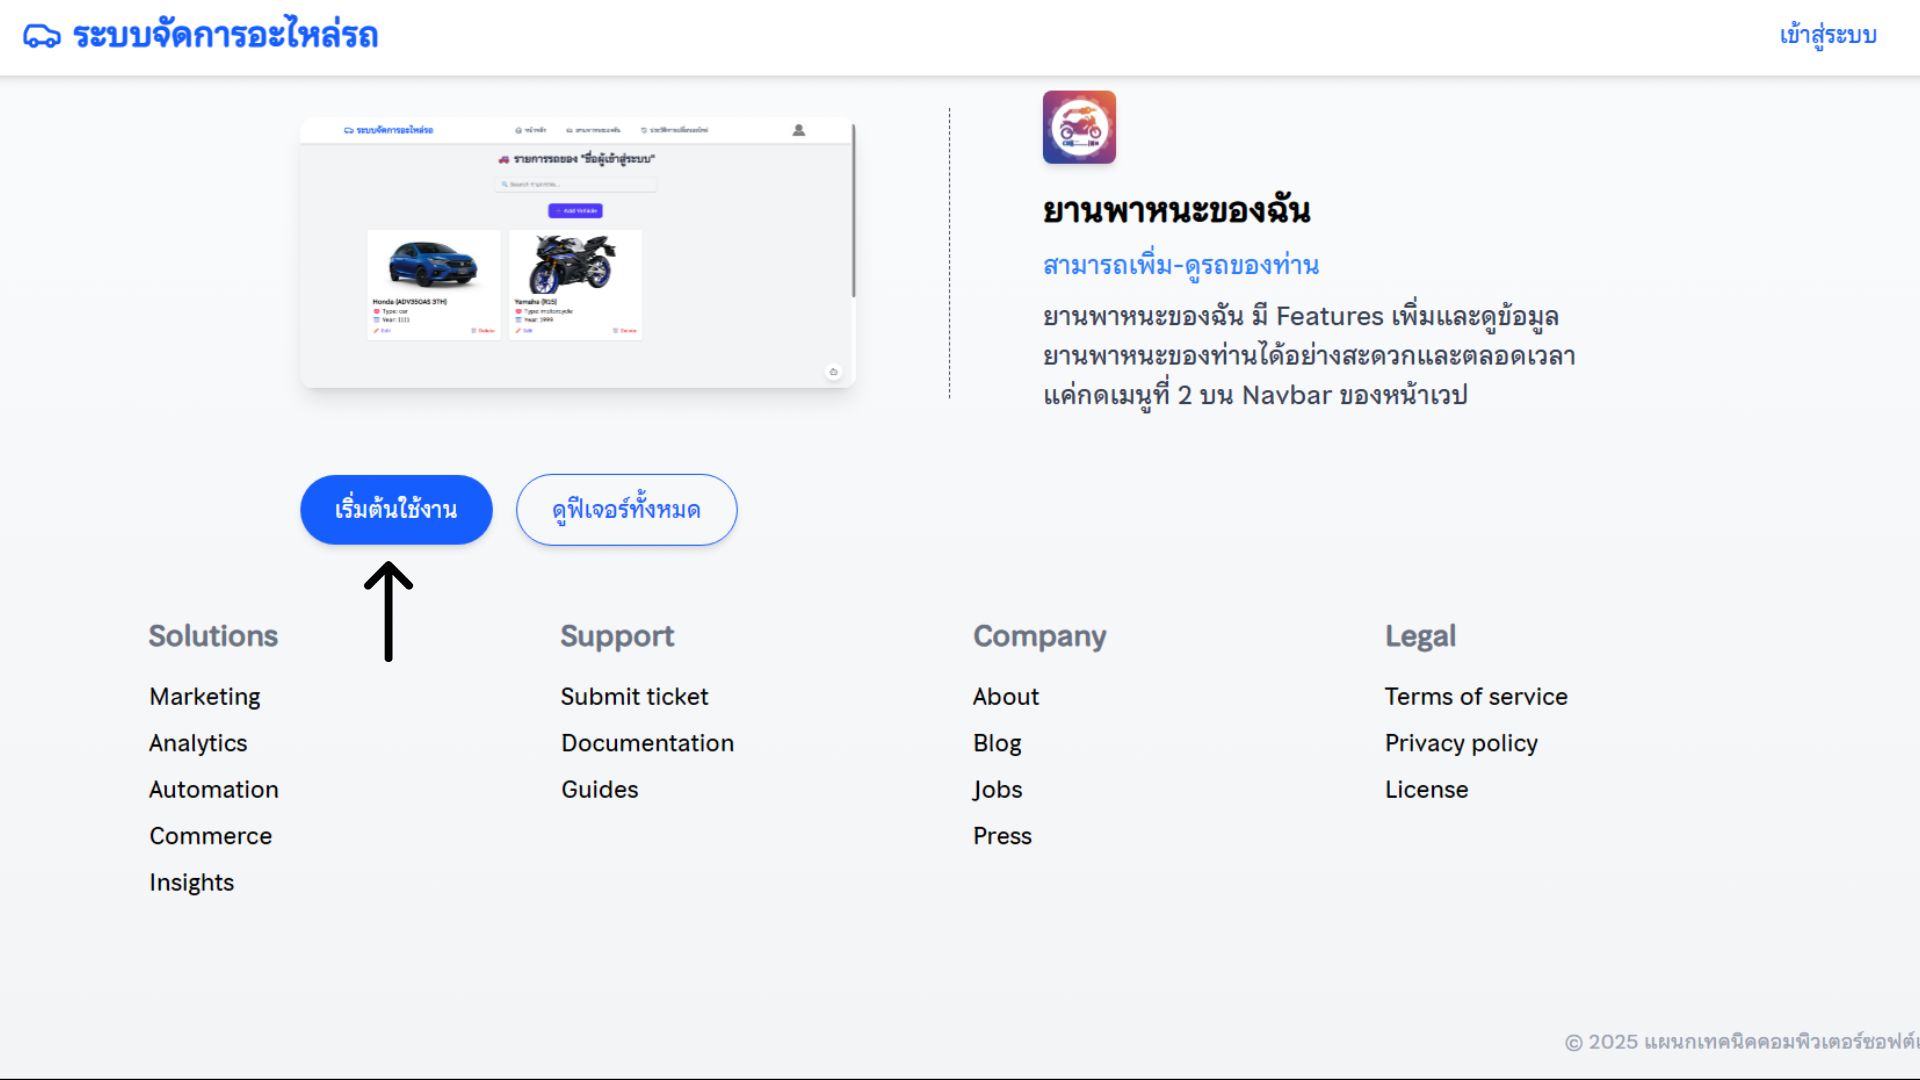 ระบบจัดการอะไหล่รถ
เข้าสู่ระบบ
ระบบจัดการอะไหล่รถ
หน้าหลัก
รายการรถของ "ชื่อผู้เข้าสู่ระบบ"
Add Vehicle
Honda (ADV350AS 3TH)
Type: car
Year: 1111
Edit
Delete
Yamaha (R15)
Type: motorcycle
Year: 1999
Edit
Delete
ยานพาหนะของฉัน
สามารถเพิ่ม-ดูรถของท่าน
ยานพาหนะของฉัน มี Features เพิ่มและดูข้อมูล
ยานพาหนะของท่านได้อย่างสะดวกและตลอดเวลา
แค่กดเมนูที่ 2 บน Navbar ของหน้าเวป
เริ่มต้นใช้งาน
ดูฟีเจอร์ทั้งหมด
Solutions
Marketing
Analytics
Automation
Commerce
Insights
Support
Submit ticket
Documentation
Guides
Company
About
Blog
Jobs
Press
Legal
Terms of service
Privacy policy
License
© 2025 แผนกเทคนิคคอมพิวเตอร์ซอฟต์